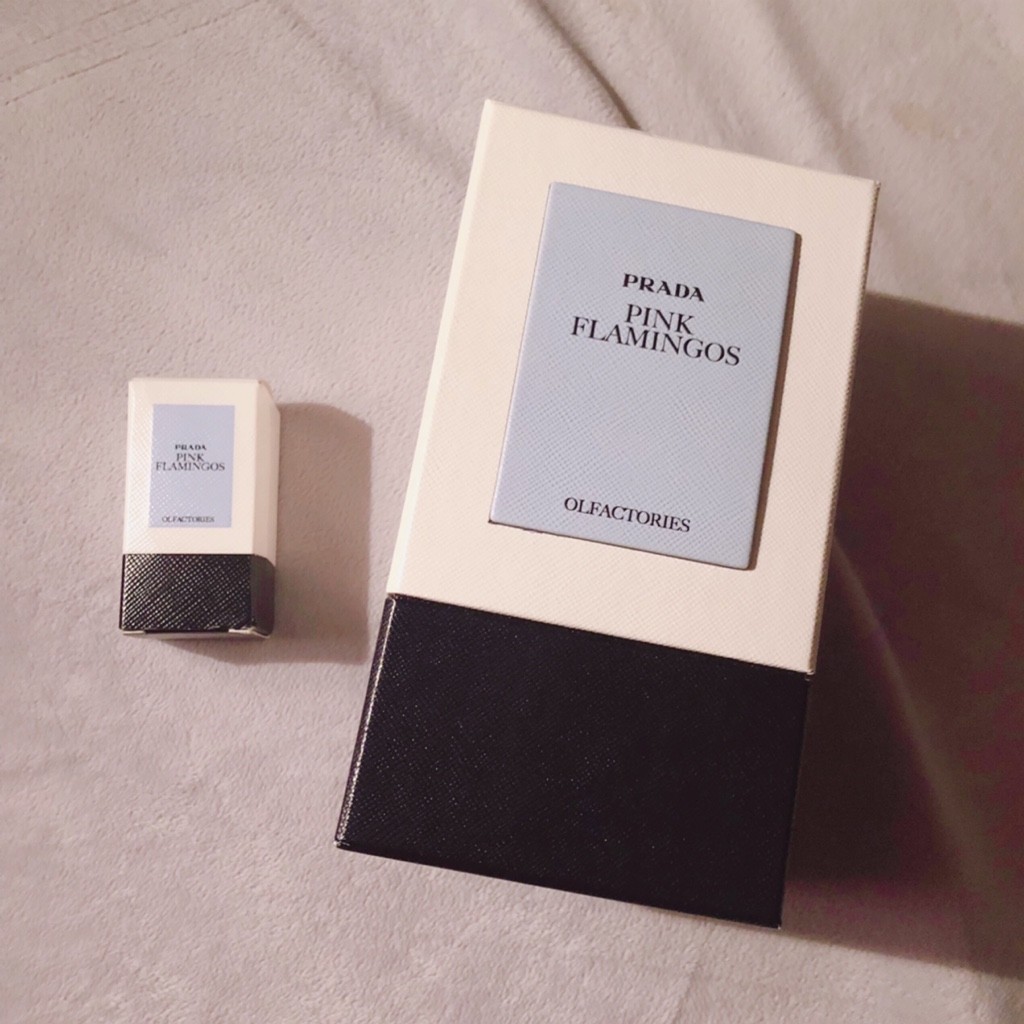 PRADA
PINK
FLAMINGOS
OLFACTORIES
PRADA
PINK
FLAMINGOS
OLFACTORIES